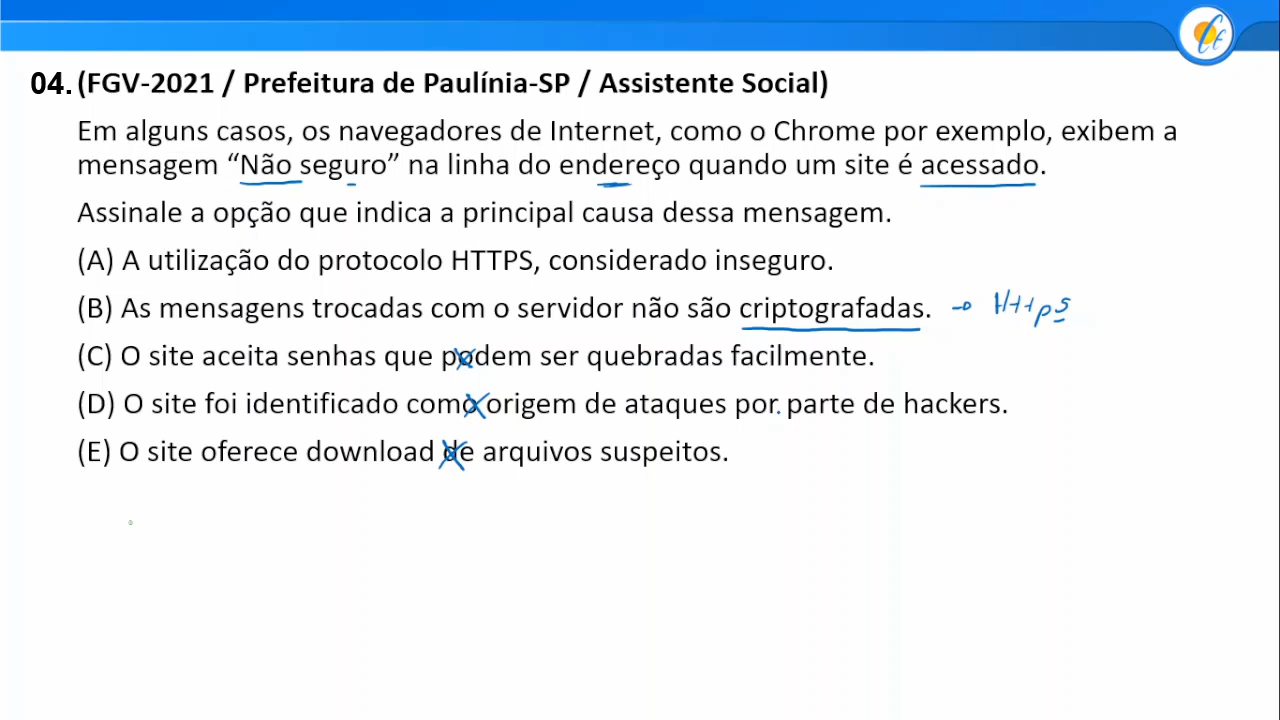 04. (FGV-2021 / Prefeitura de Paulínia-SP / Assistente Social)
Em alguns casos, os navegadores de Internet, como o Chrome por exemplo, exibem a
mensagem “Não seguro” na linha do endereço quando um site é acessado.
Assinale a opção que indica a principal causa dessa mensagem.
(A) A utilização do protocolo HTTPS, considerado inseguro.
(B) As mensagens trocadas com o servidor não são criptografadas. → Https
(C) O site aceita senhas que podem ser quebradas facilmente.
(D) O site foi identificado como origem de ataques por parte de hackers.
(E) O site oferece download de arquivos suspeitos.